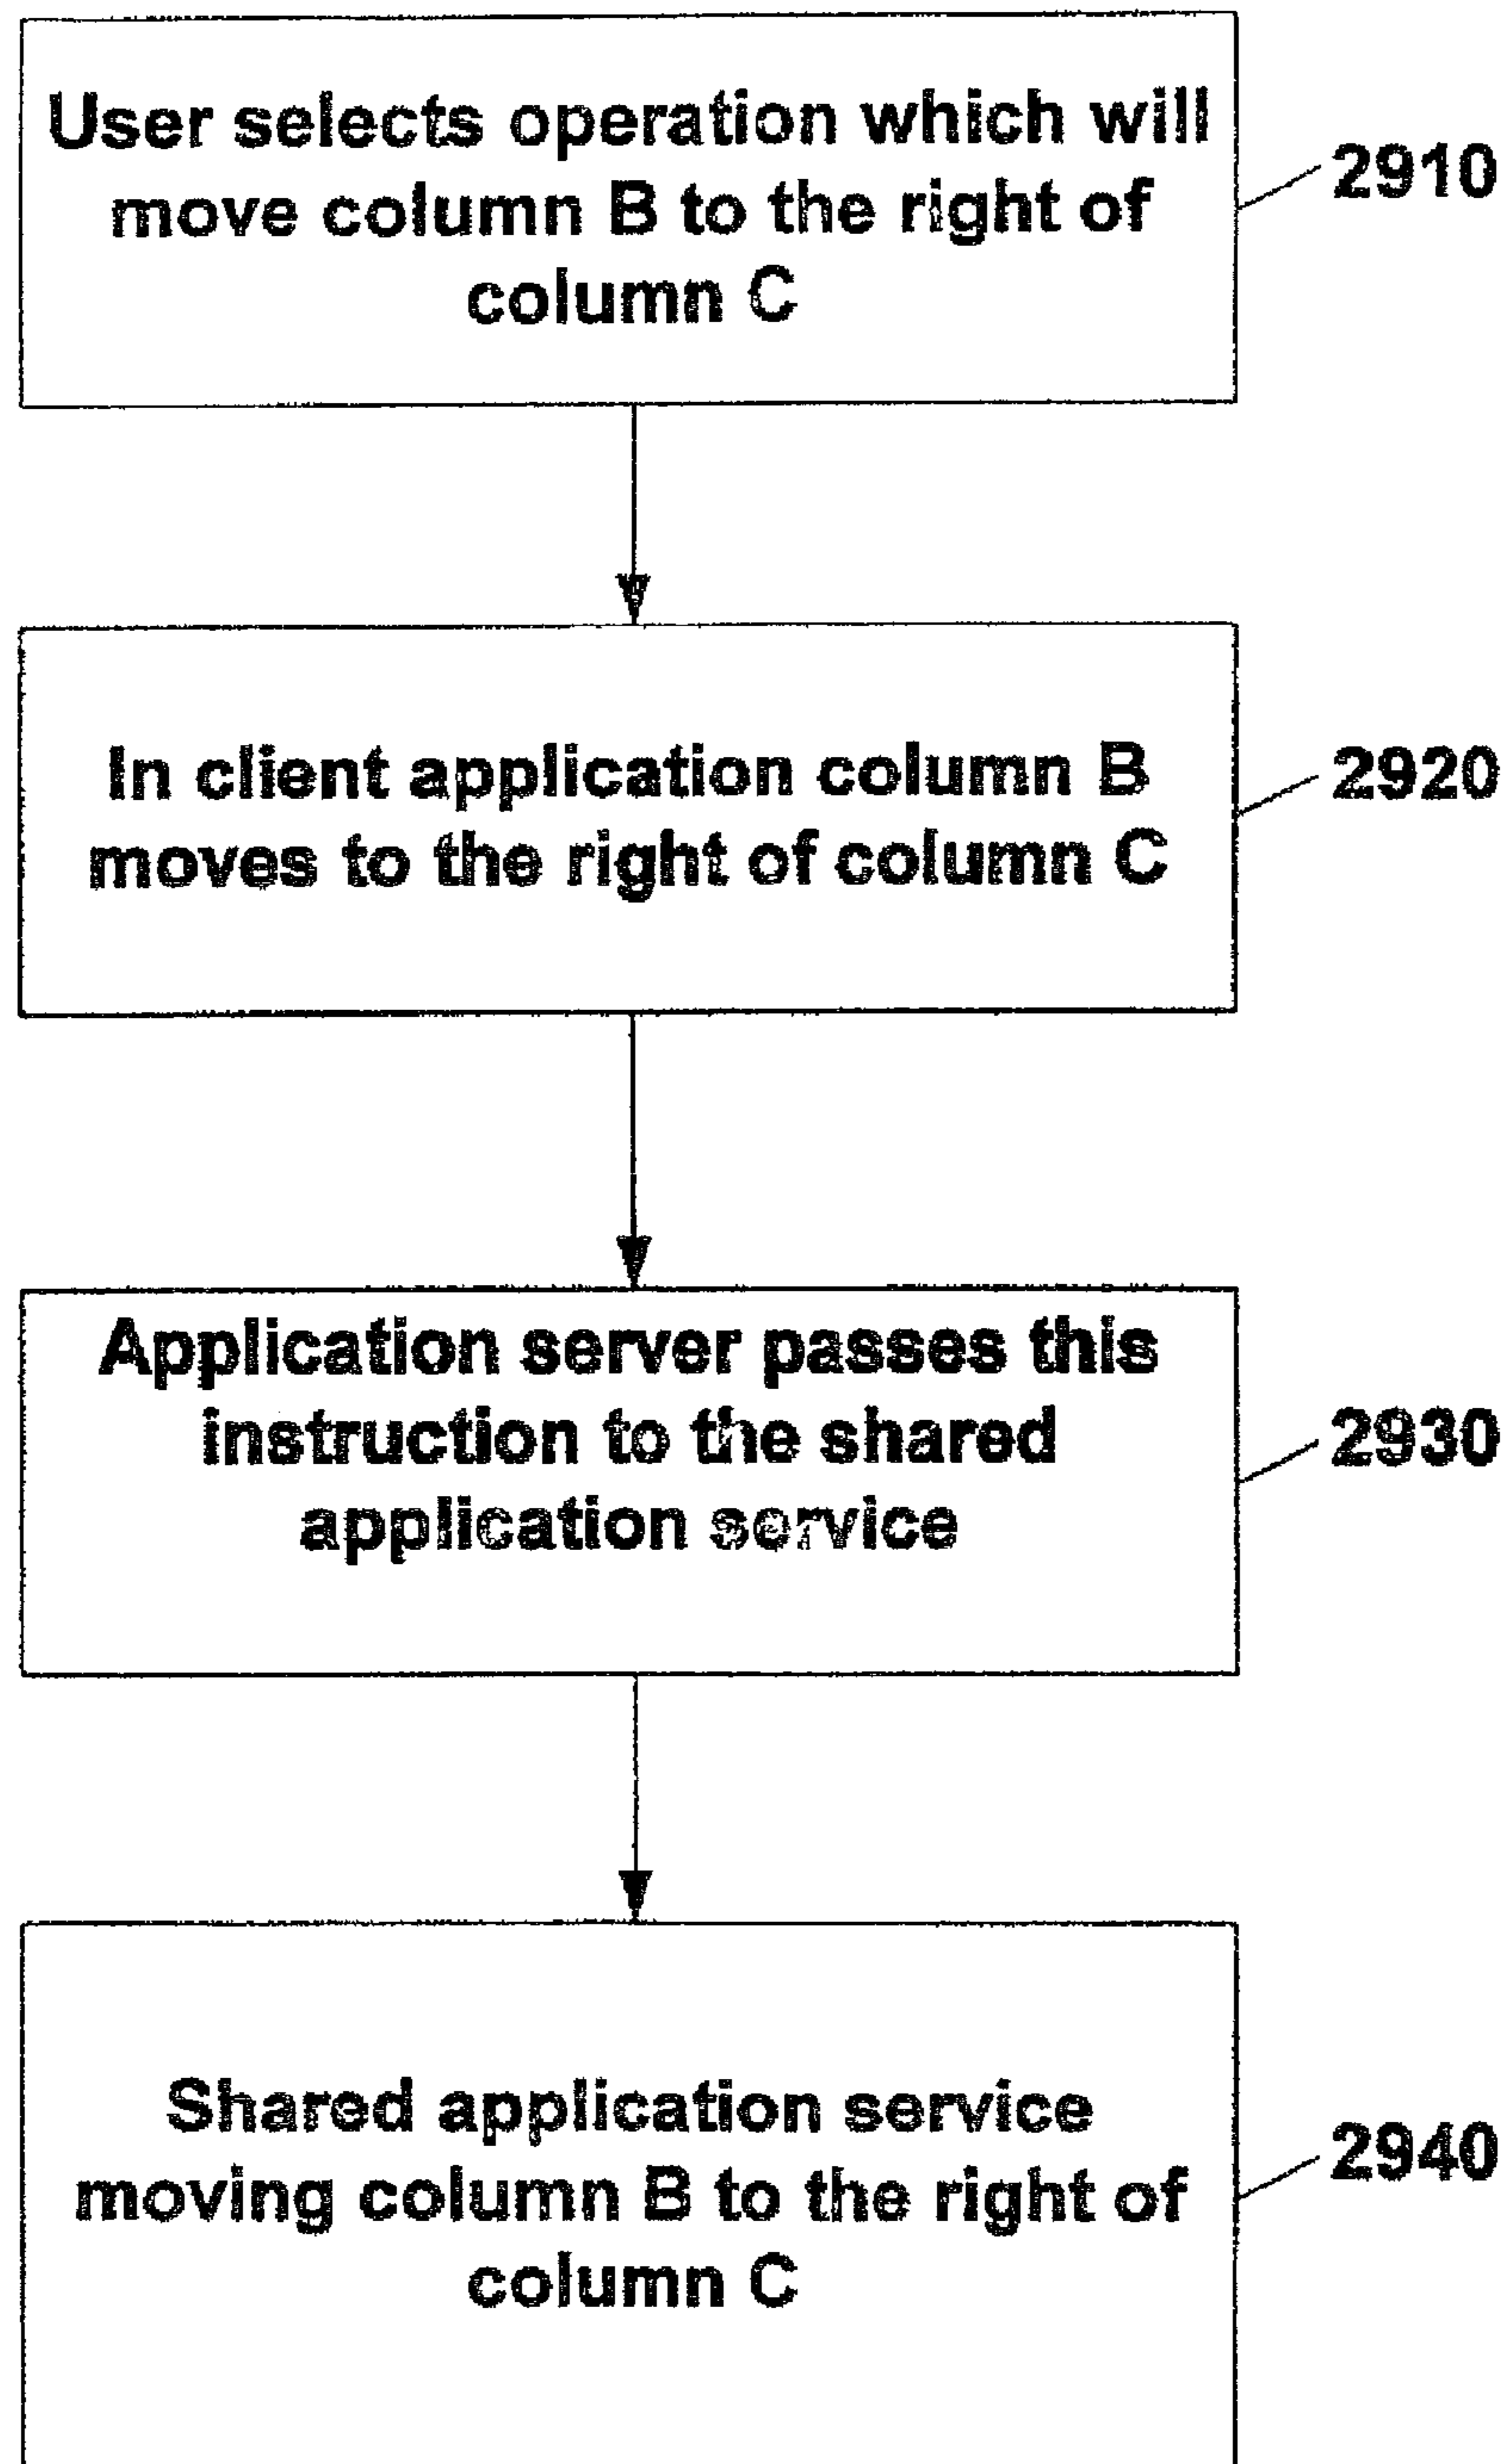 User selects operation which will
move column B to the right of
column C
2910
In client application column B
moves to the right of column C
2920
Application server passes this
instruction to the shared
application service
2930
Shared application service
moving column B to the right of
column C
2940